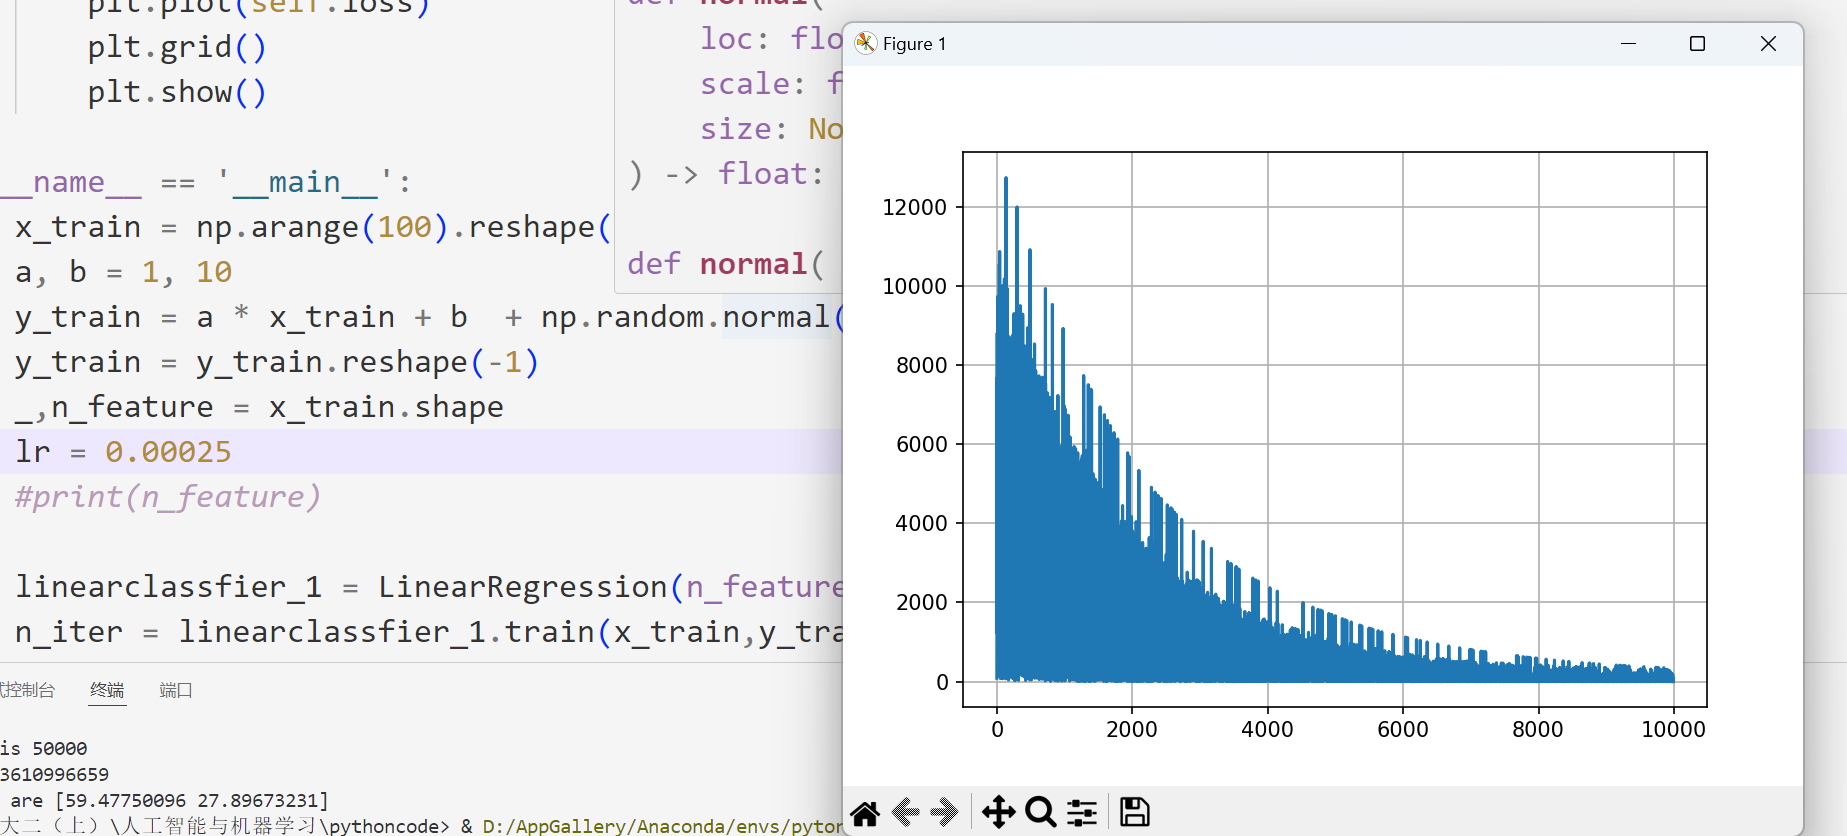 plt.plot(self.loss)
plt.grid()
plt.show()
__name__ == '__main__':
x_train = np.arange(100).reshape(
a, b = 1, 10
y_train = a * x_train + b  + np.random.normal(
y_train = y_train.reshape(-1)
_,n_feature = x_train.shape
lr = 0.00025
#print(n_feature)
linearclassfier_1 = LinearRegression(n_feature
n_iter = linearclassfier_1.train(x_train,y_tra
def normal(
loc: flo
scale: f
size: No
) -> float:
def normal(
Figure 1
12000
10000
8000
6000
4000
2000
0
0 2000 4000 6000 8000 10000
试控制台 终端 端口
is 50000
3610996659
are [59.47750096 27.89673231]
大二（上）\人工智能与机器学习\pythoncode> & D:/AppGallery/Anaconda/envs/pytor